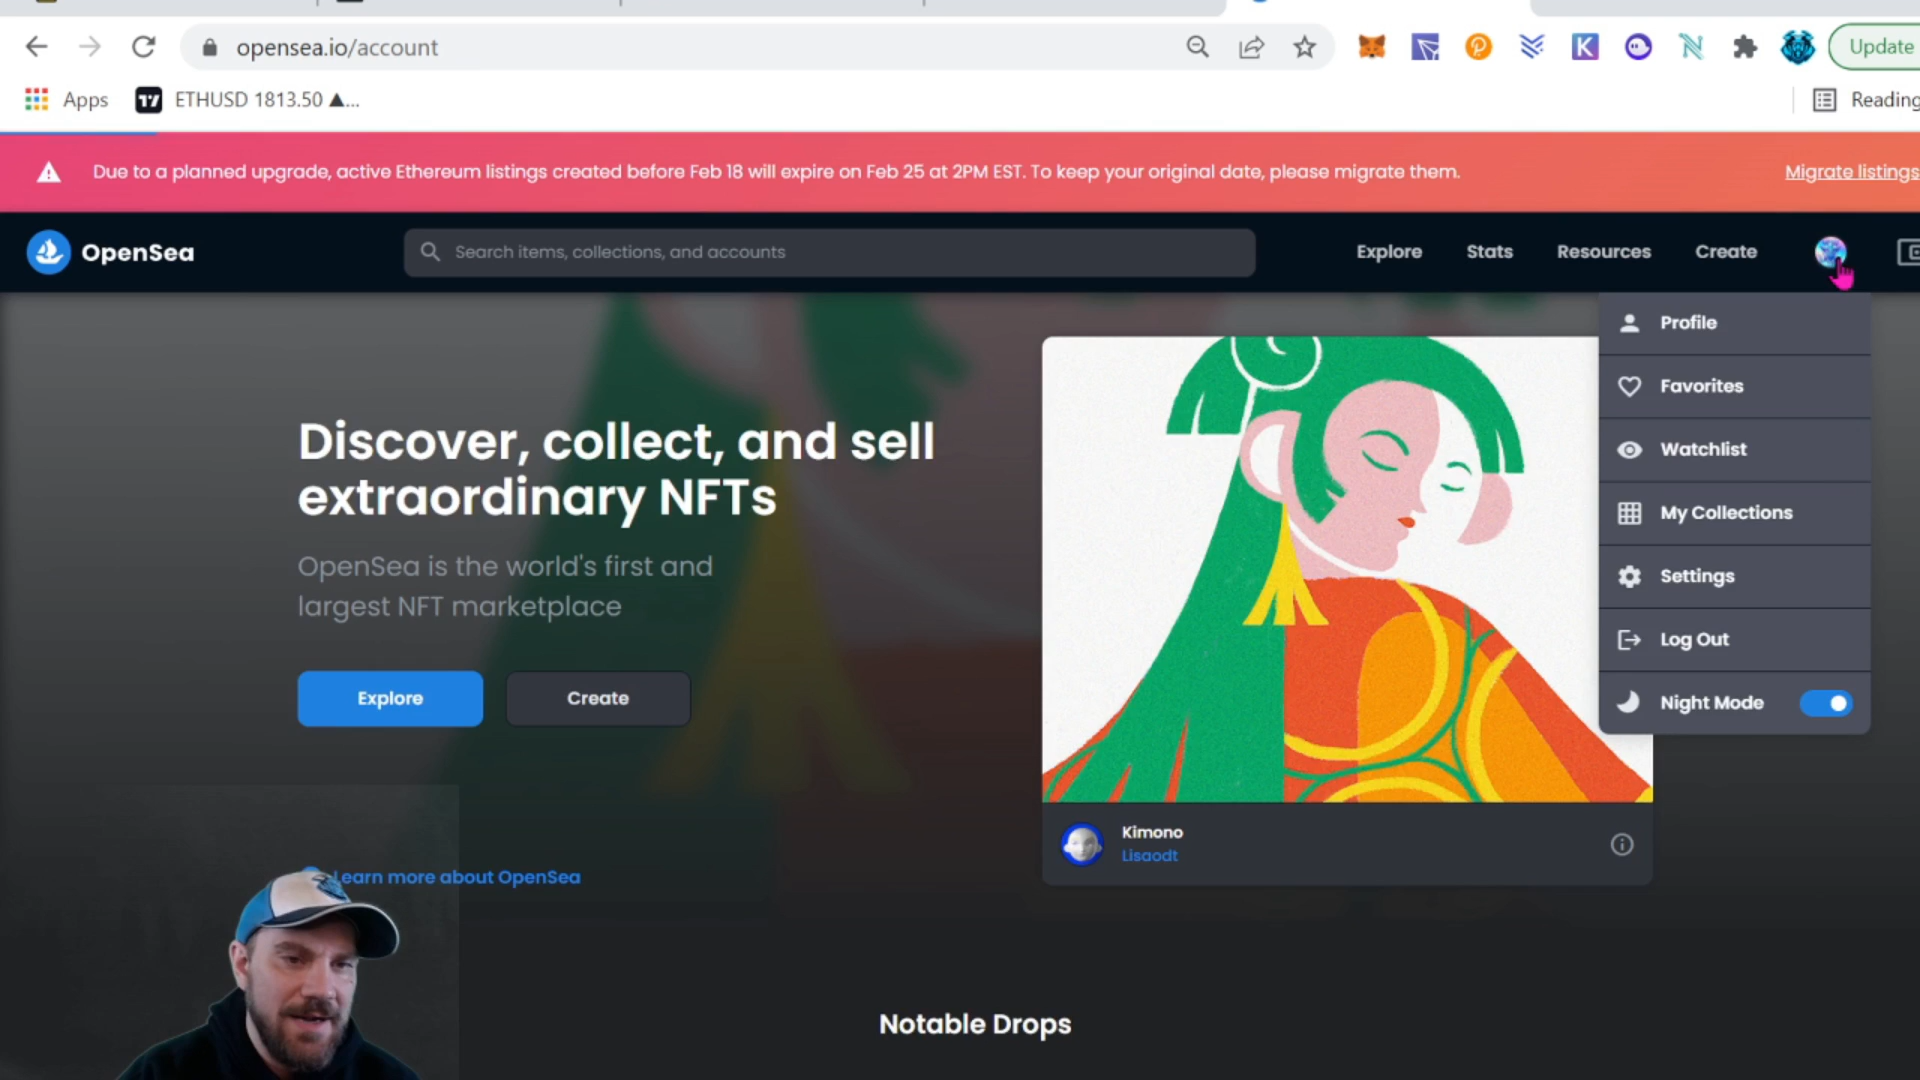 opensea.io/account
Update
Apps
ETHUSD 1813.50 ▲...
Reading
Due to a planned upgrade, active Ethereum listings created before Feb 18 will expire on Feb 25 at 2PM EST. To keep your original date, please migrate them.
Migrate listings
OpenSea
Search items, collections, and accounts
Explore
Stats
Resources
Create
Profile
Favorites
Watchlist
My Collections
Settings
Log Out
Night Mode
Discover, collect, and sell
extraordinary NFTs
OpenSea is the world's first and
largest NFT marketplace
Explore
Create
Kimono
Lisaodt
Learn more about OpenSea
Notable Drops